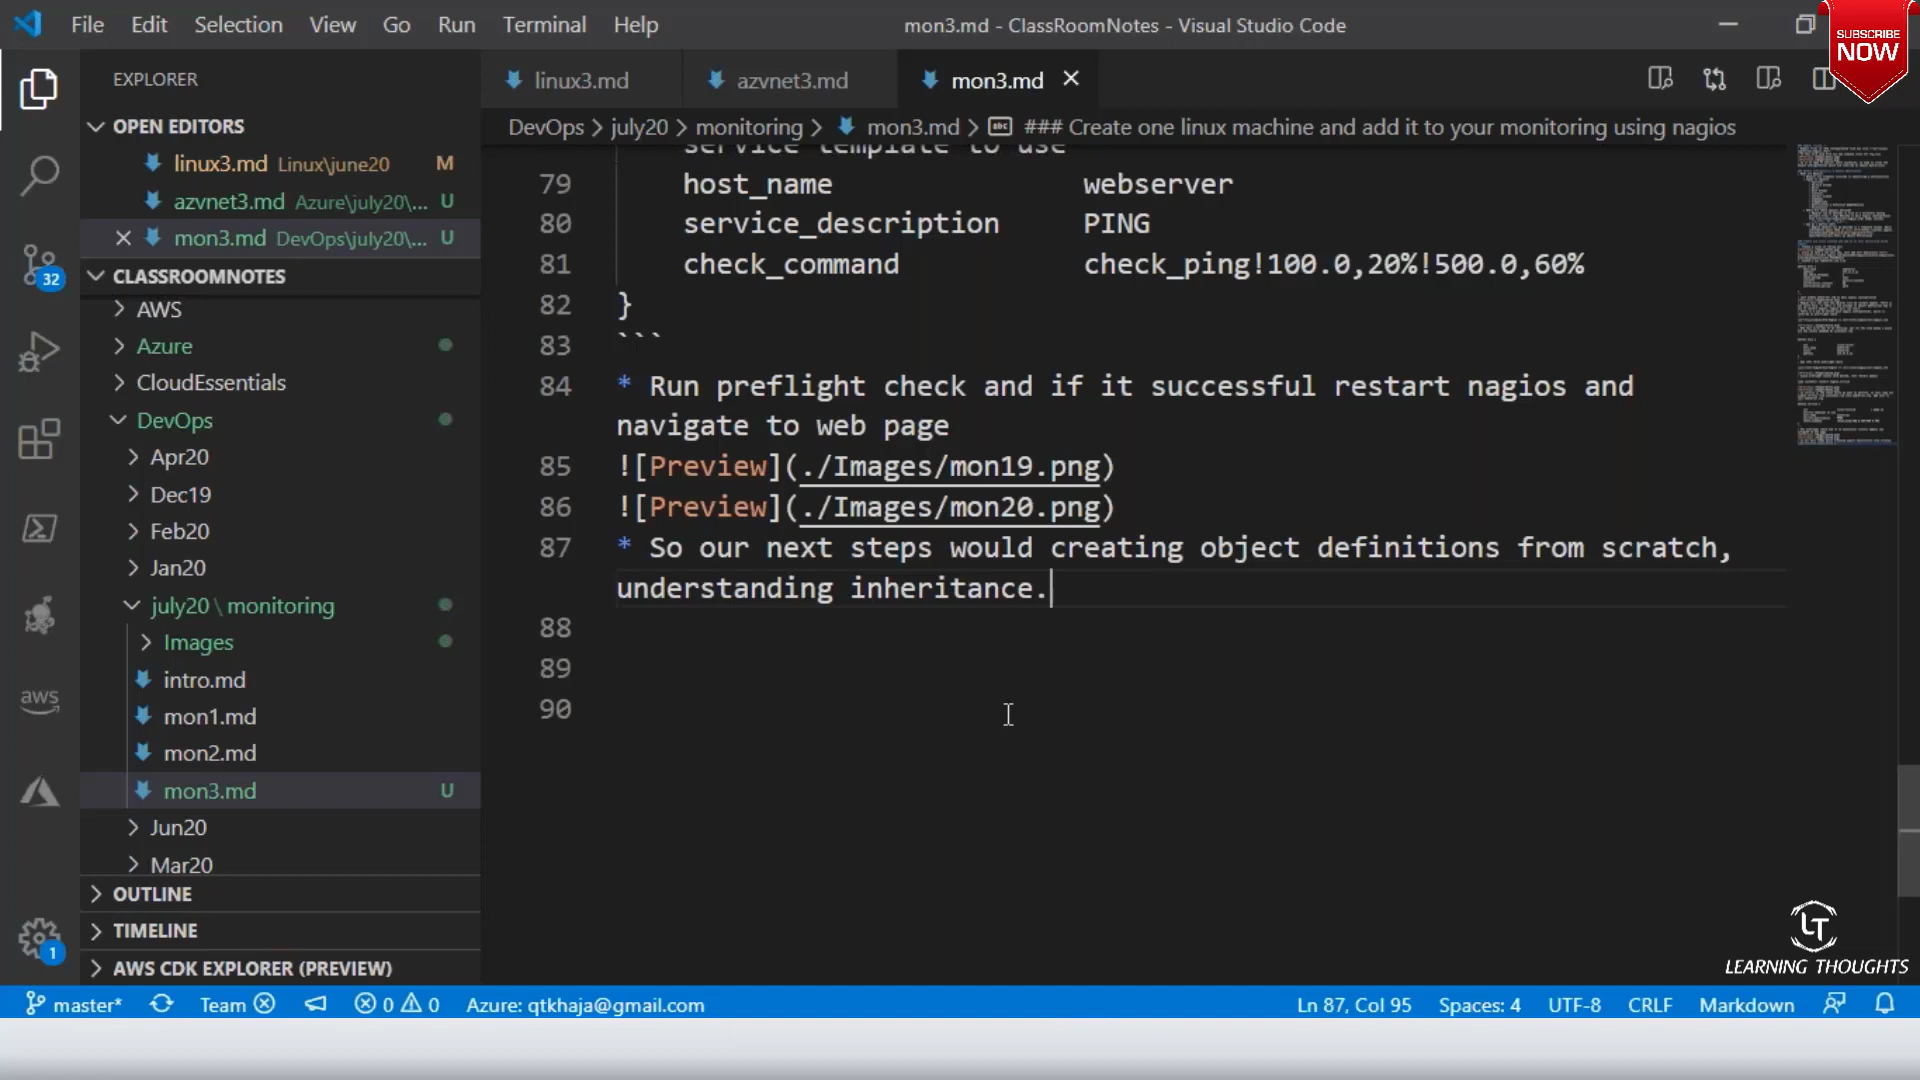 File Edit Selection View Go Run Terminal Help
mon3.md - ClassRoomNotes - Visual Studio Code
SUBSCRIBE
NOW
EXPLORER
linux3.md
azvnet3.md
mon3.md
OPEN EDITORS
DevOps > july20 > monitoring > mon3.md > ### Create one linux machine and add it to your monitoring using nagios
linux3.md Linux\june20 M
azvnet3.md Azure\july20\... U
mon3.md DevOps\july20\... U
CLASSROOMNOTES
AWS
Azure
CloudEssentials
DevOps
Apr20
Dec19
Feb20
Jan20
july20 \ monitoring
Images
intro.md
mon1.md
mon2.md
mon3.md U
Jun20
Mar20
OUTLINE
TIMELINE
AWS CDK EXPLORER (PREVIEW)
service template to use
79 host_name webserver
80 service_description PING
81 check_command check_ping!100.0,20%!500.0,60%
82 }
83 ```
84 * Run preflight check and if it successful restart nagios and
navigate to web page
85 ![Preview](./Images/mon19.png)
86 ![Preview](./Images/mon20.png)
87 * So our next steps would creating object definitions from scratch,
understanding inheritance.
88
89
90
32
aws
1
LT
LEARNING THOUGHTS
master* Team 0 0 Azure: qtkhaja@gmail.com
Ln 87, Col 95 Spaces: 4 UTF-8 CRLF Markdown